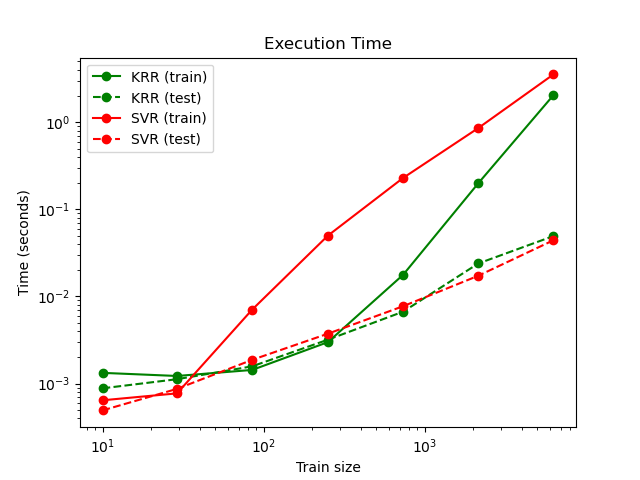 Execution Time
KRR (train)
KRR (test)
SVR (train)
SVR (test)
10⁰
10⁻¹
10⁻²
10⁻³
Time (seconds)
10¹
10²
10³
Train size